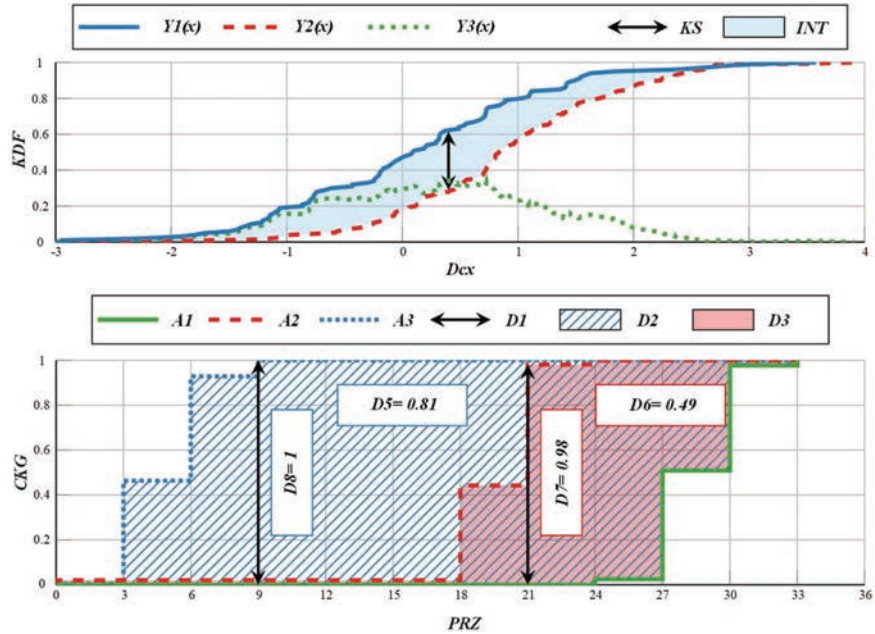 Y1(x) Y2(x) Y3(x) KS INT
KDF
1
0.8
0.6
0.4
0.2
0
-3 -2 -1 0 1 2 3 4
Dcx
A1 A2 A3 D1 D2 D3
CKG
1
0.8
0.6
0.4
0.2
0
D5= 0.81
D6= 0.49
D8= 1
D7= 0.98
0 3 6 9 12 15 18 21 24 27 30 33 36
PRZ